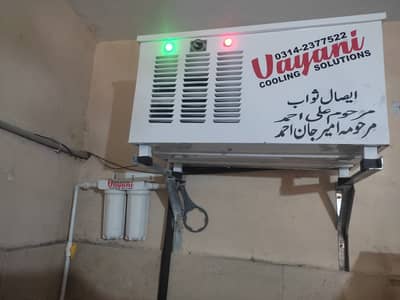 0314-2377522
Vayani
COOLING SOLUTIONS
ایصال ثواب
مرحوم علی احمد
مرحومہ امیر جان احمد
Vayani